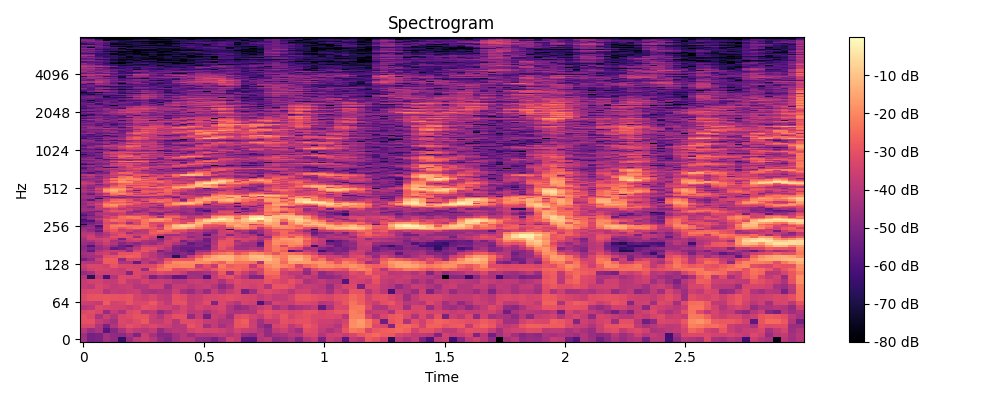 Spectrogram
Hz
4096
2048
1024
512
256
128
64
0
0
0.5
1
1.5
2
2.5
Time
-10 dB
-20 dB
-30 dB
-40 dB
-50 dB
-60 dB
-70 dB
-80 dB